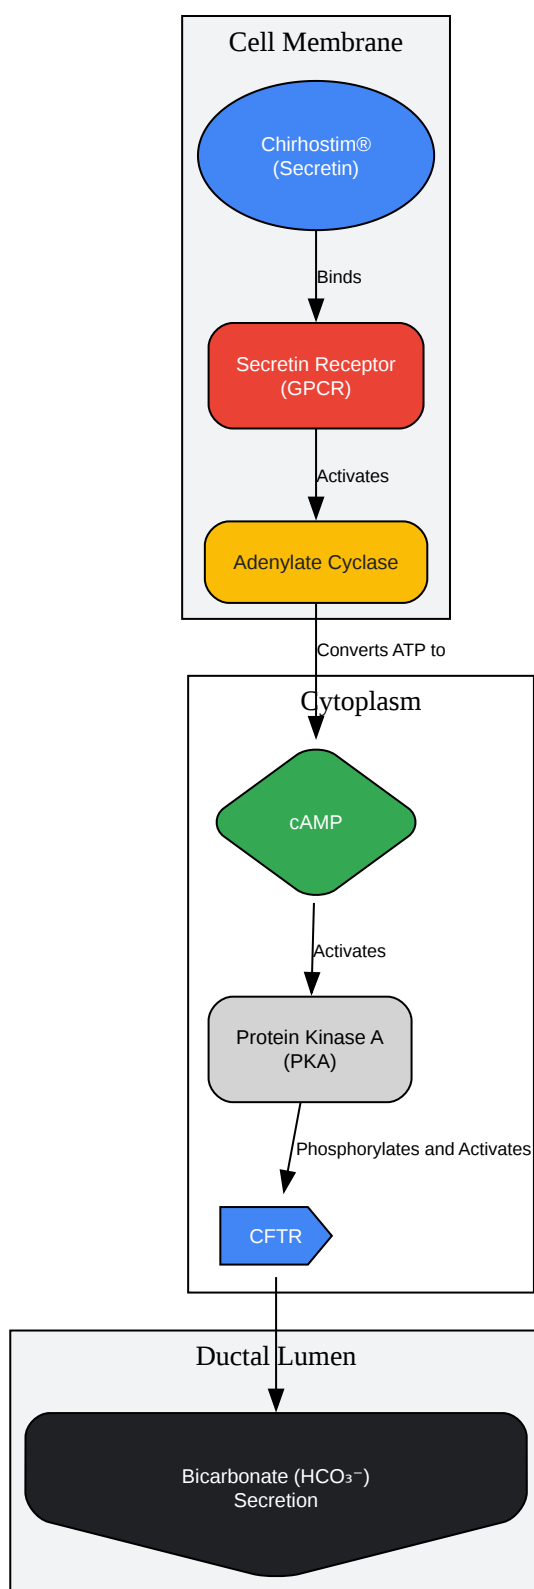 Cell Membrane
Chirhostim®
(Secretin)
Binds
Secretin Receptor
(GPCR)
Activates
Adenylate Cyclase
Converts ATP to
Cytoplasm
cAMP
Activates
Protein Kinase A
(PKA)
Phosphorylates and Activates
CFTR
Ductal Lumen
Bicarbonate (HCO₃⁻)
Secretion